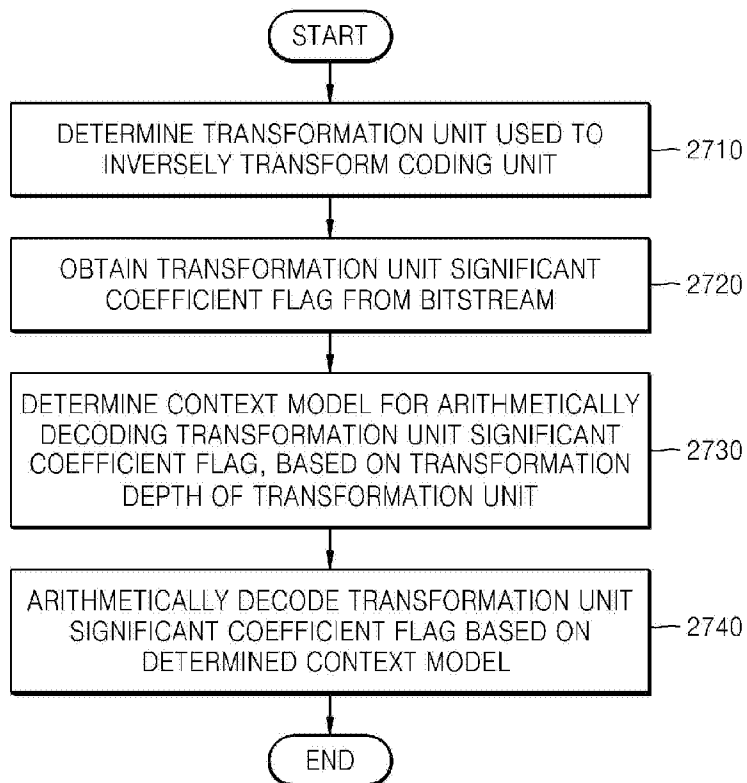 START
DETERMINE TRANSFORMATION UNIT USED TO
INVERSELY TRANSFORM CODING UNIT
2710
OBTAIN TRANSFORMATION UNIT SIGNIFICANT
COEFFICIENT FLAG FROM BITSTREAM
2720
DETERMINE CONTEXT MODEL FOR ARITHMETICALLY
DECODING TRANSFORMATION UNIT SIGNIFICANT
COEFFICIENT FLAG, BASED ON TRANSFORMATION
DEPTH OF TRANSFORMATION UNIT
2730
ARITHMETICALLY DECODE TRANSFORMATION UNIT
SIGNIFICANT COEFFICIENT FLAG BASED ON
DETERMINED CONTEXT MODEL
2740
END